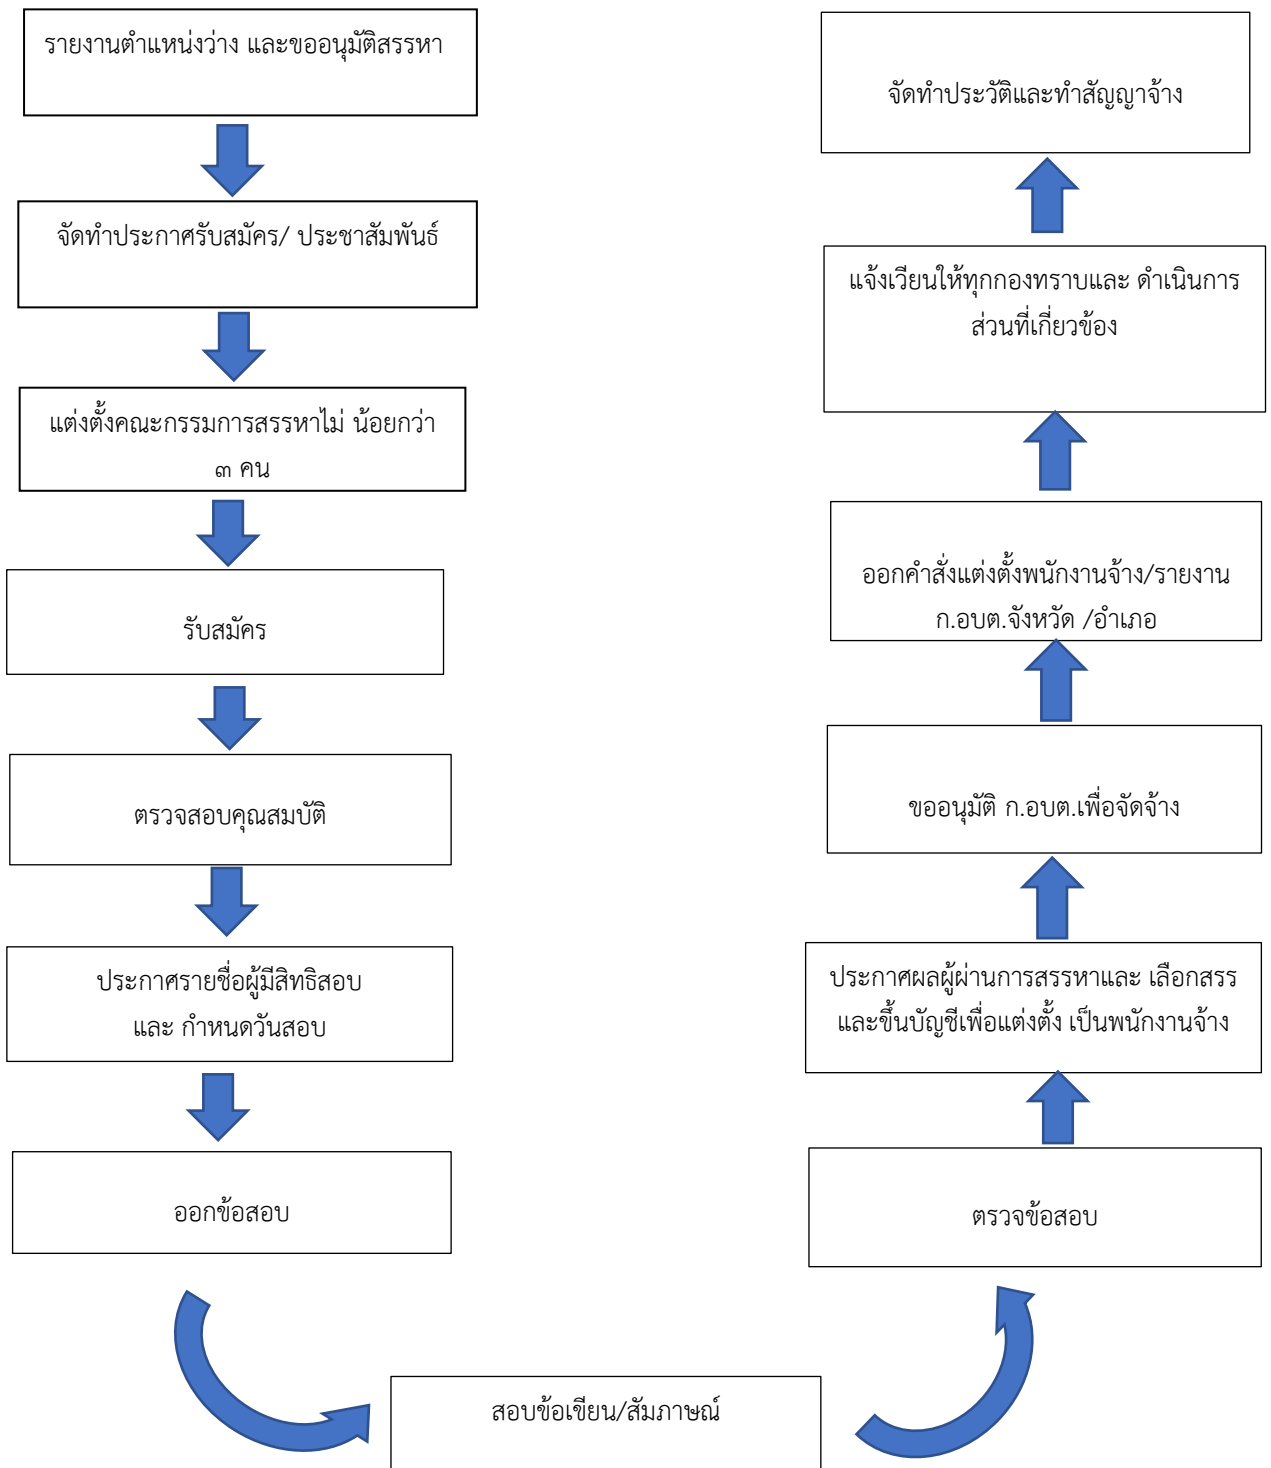 รายงานตำแหน่งว่าง และขออนุมัติสรรหา
จัดทำประกาศรับสมัคร/ ประชาสัมพันธ์
แต่งตั้งคณะกรรมการสรรหาไม่ น้อยกว่า
๓ คน
รับสมัคร
ตรวจสอบคุณสมบัติ
ประกาศรายชื่อผู้มีสิทธิสอบ
และ กำหนดวันสอบ
ออกข้อสอบ
สอบข้อเขียน/สัมภาษณ์
ตรวจข้อสอบ
ประกาศผลผู้ผ่านการสรรหาและ เลือกสรร
และขึ้นบัญชีเพื่อแต่งตั้ง เป็นพนักงานจ้าง
ขออนุมัติ ก.อบต.เพื่อจัดจ้าง
ออกคำสั่งแต่งตั้งพนักงานจ้าง/รายงาน
ก.อบต.จังหวัด /อำเภอ
แจ้งเวียนให้ทุกกองทราบและ ดำเนินการ
ส่วนที่เกี่ยวข้อง
จัดทำประวัติและทำสัญญาจ้าง